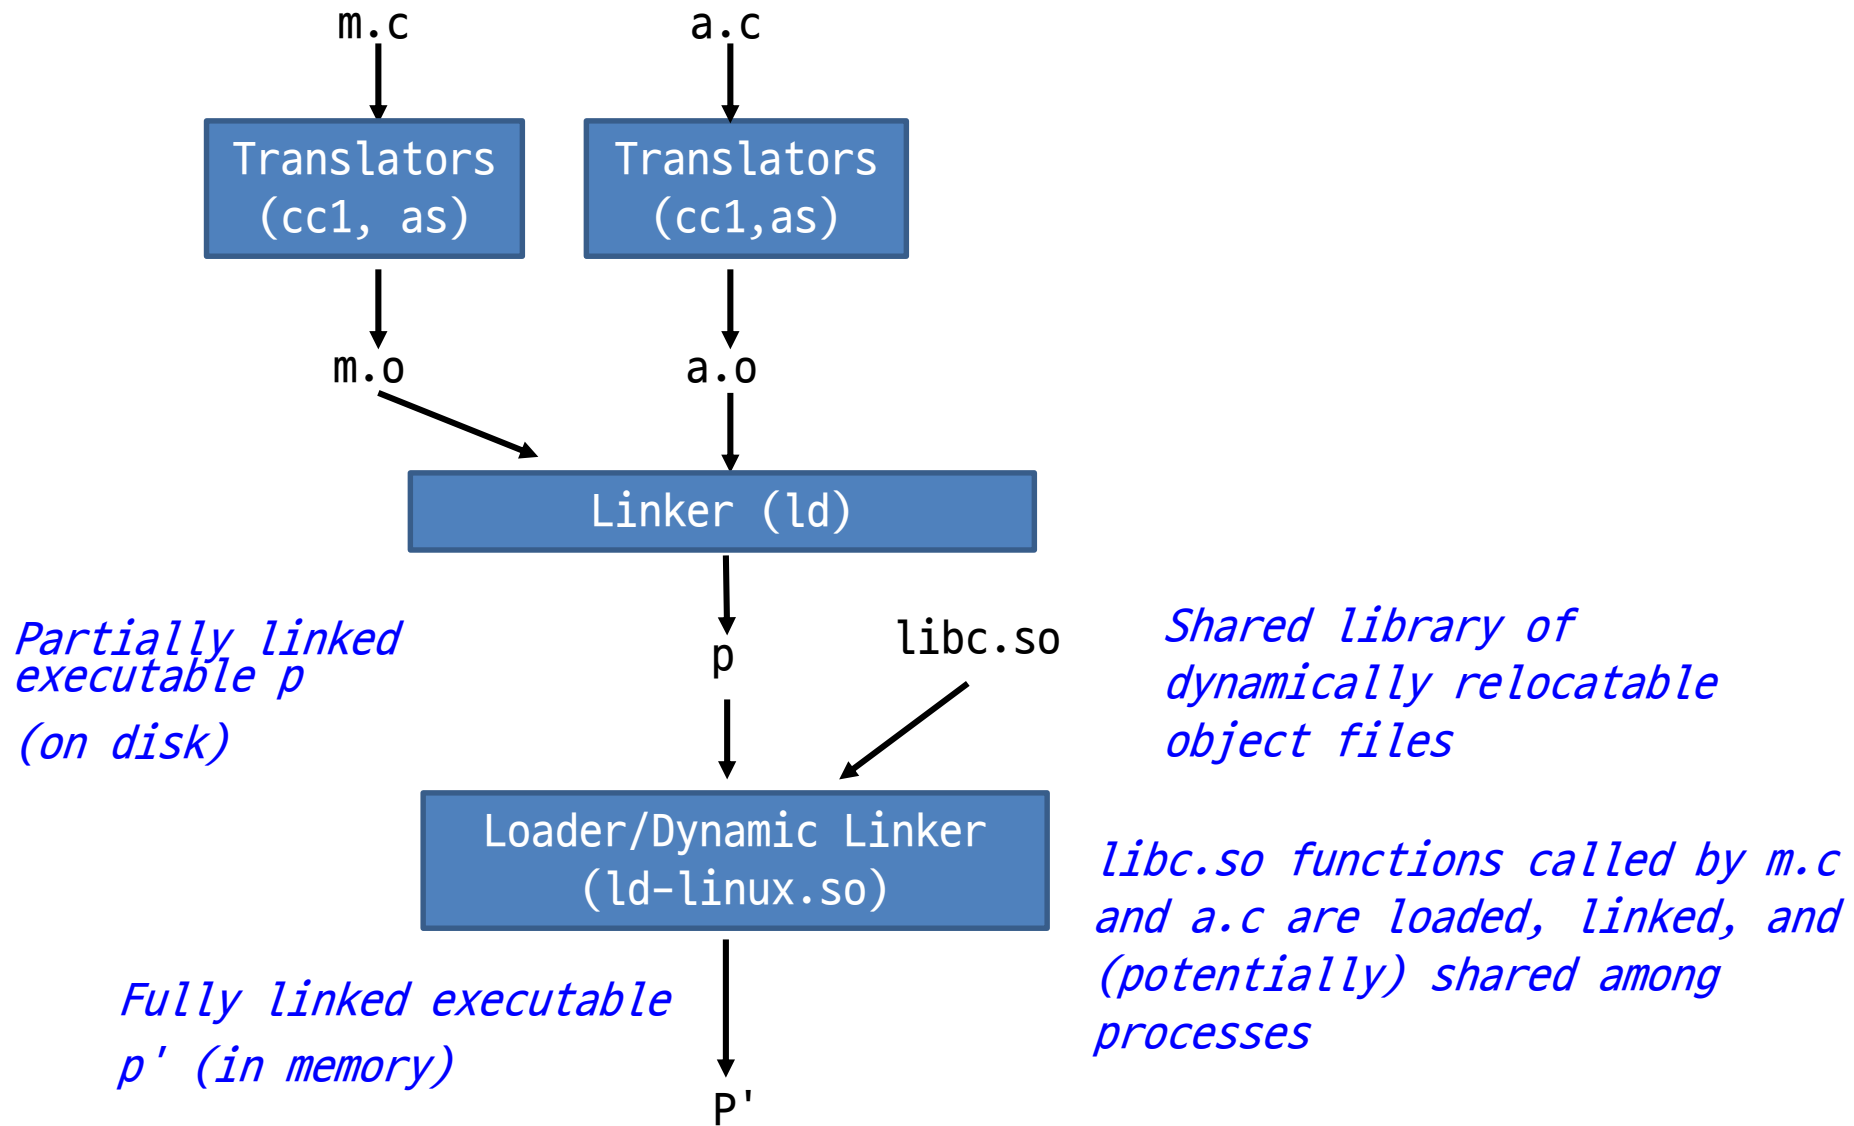 m.c
a.c
Translators
(cc1, as)
Translators
(cc1,as)
m.o
a.o
Linker (ld)
Partially linked
executable p
(on disk)
p
libc.so
Shared library of
dynamically relocatable
object files
Loader/Dynamic Linker
(ld-linux.so)
libc.so functions called by m.c
and a.c are loaded, linked, and
(potentially) shared among
processes
Fully linked executable
p' (in memory)
P'